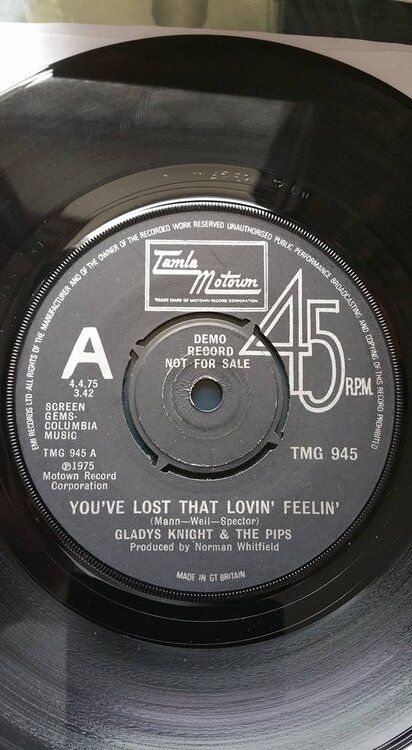 EMI RECORDS LTD ALL RIGHTS OF THE MANUFACTURER AND OF THE OWNER OF THE RECORDED WORK RESERVED UNAUTHORISED PUBLIC PERFORMANCE BROADCASTING AND COPYING OF THIS RECORD PROHIBITED
Tamla
Motown
TRADE MARK OF MOTOWN RECORD CORPORATION
45
R.P.M.
DEMO
RECORD
NOT FOR SALE
A
4.4.75
3.42
SCREEN
GEMS-
COLUMBIA
MUSIC
TMG 945 A
℗1975
Motown Record
Corporation
TMG 945
YOU'VE LOST THAT LOVIN' FEELIN'
(Mann—Weil—Spector)
GLADYS KNIGHT & THE PIPS
Produced by Norman Whitfield
MADE IN GT BRITAIN